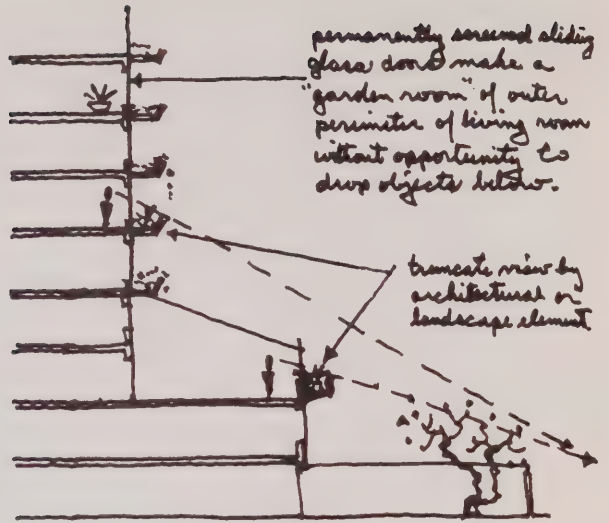 permanently screened sliding
glass doors make a
"garden room" of outer
perimeter of living room
without opportunity to
drop objects below.
truncate view by
architectural or
landscape element